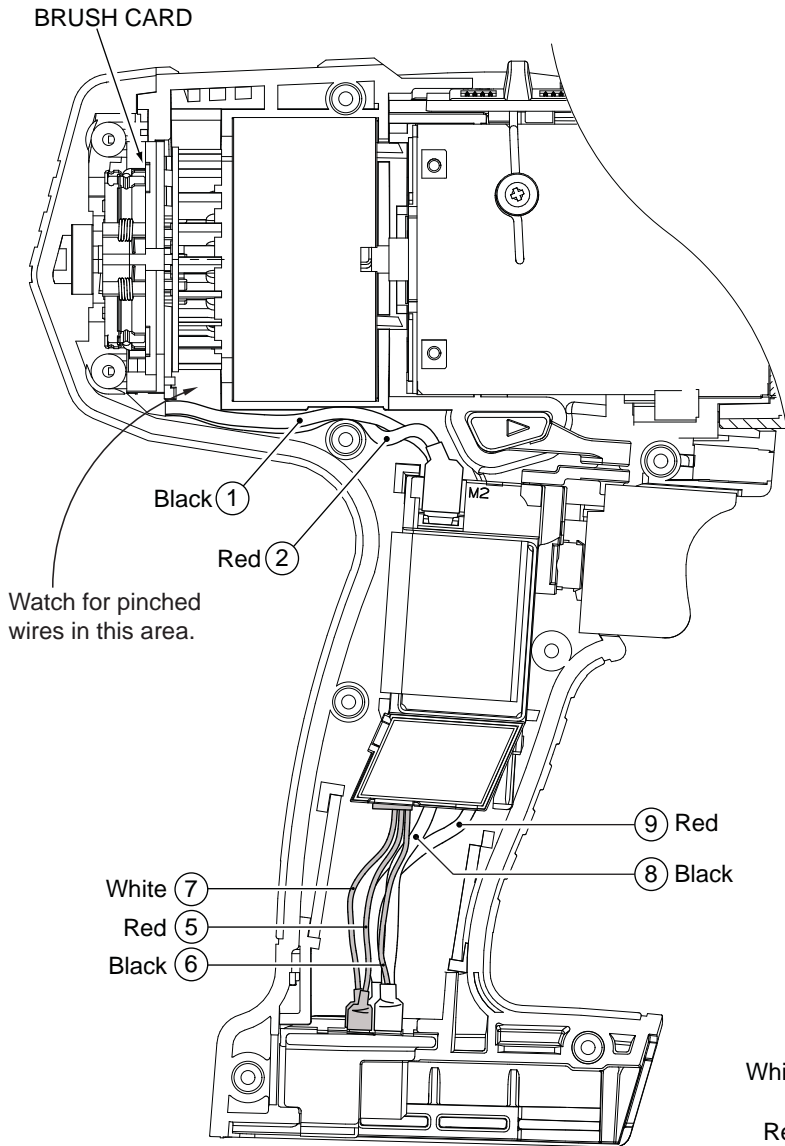 BRUSH CARD
Black 1
M2
Red 2
Watch for pinched
wires in this area.
9 Red
8 Black
White 7
Red 5
Black 6